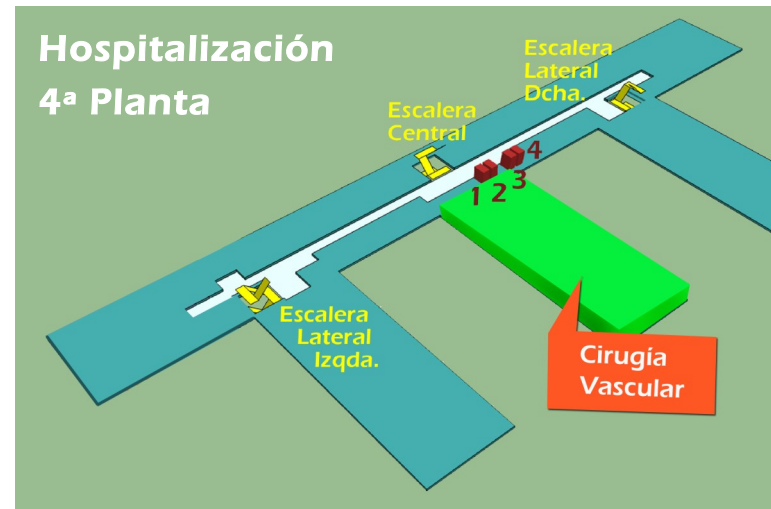 Hospitalización
4ª Planta
Escalera
Lateral
Dcha.
Escalera
Central
4
3
2
1
Escalera
Lateral
Izqda.
Cirugía
Vascular